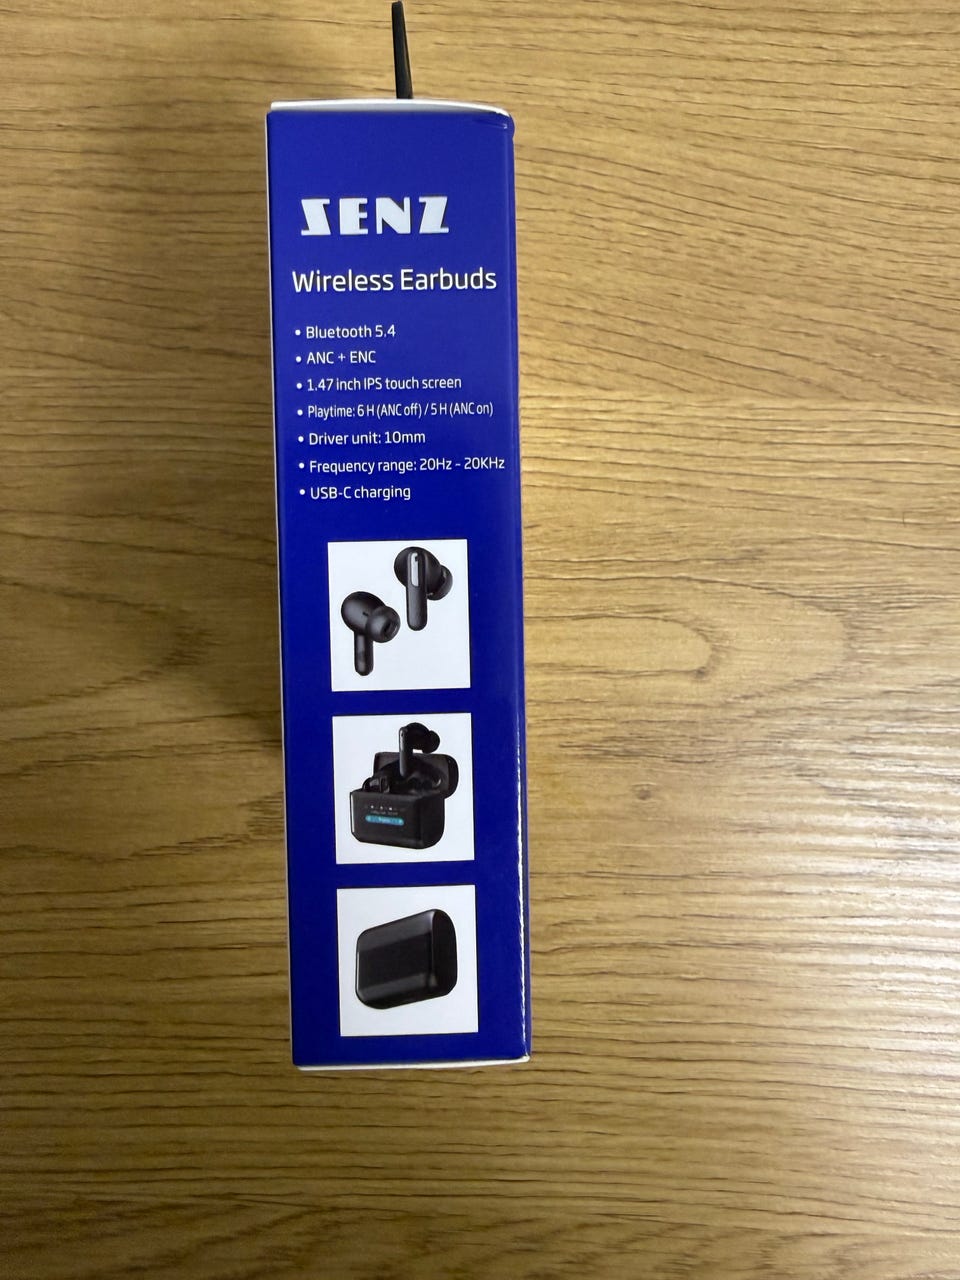 SENZ
Wireless Earbuds
• Bluetooth 5.4
• ANC + ENC
• 1.47 inch IPS touch screen
• Playtime: 6 H (ANC off) / 5 H (ANC on)
• Driver unit: 10mm
• Frequency range: 20Hz - 20KHz
• USB-C charging